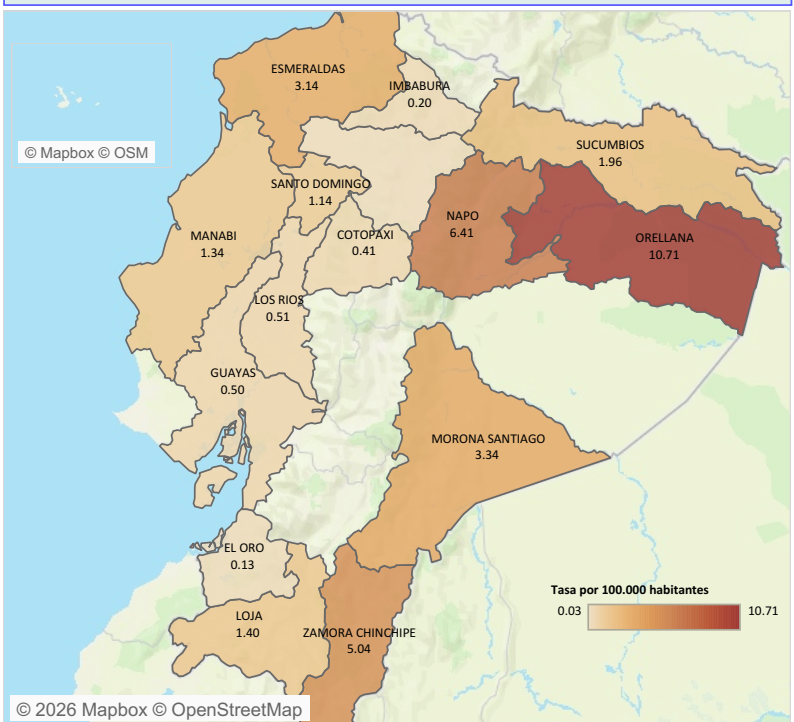 ESMERALDAS
3.14
IMBABURA
0.20
© Mapbox © OSM
SUCUMBIOS
1.96
SANTO DOMINGO
1.14
NAPO
6.41
MANABI
1.34
COTOPAXI
0.41
ORELLANA
10.71
LOS RIOS
0.51
GUAYAS
0.50
MORONA SANTIAGO
3.34
EL ORO
0.13
Tasa por 100.000 habitantes
0.03 10.71
LOJA
1.40
ZAMORA CHINCHIPE
5.04
© 2026 Mapbox © OpenStreetMap